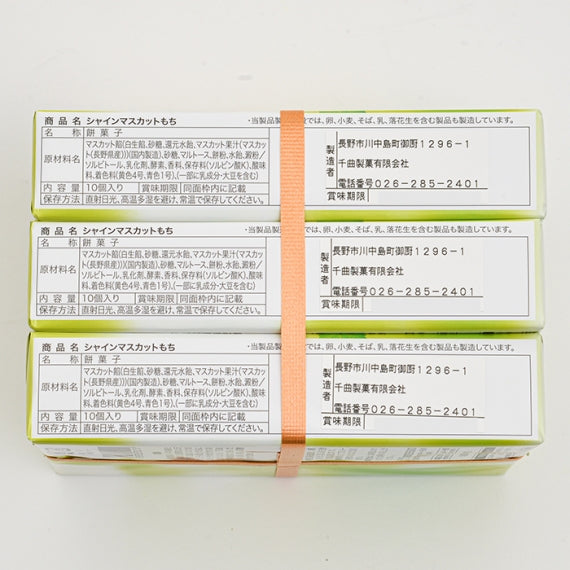 商品名 シャインマスカットもち
・当製品製 では、卵、小麦、そば、乳、落花生を含む製品も製造しています。
名称 餅菓子
原材料名 マスカット餡(白生餡、砂糖、還元水飴、マスカット果汁(マスカッ
ト(長野県産)))(国内製造)、砂糖、マルトース、餅粉、水飴、澱粉/
ソルビトール、乳化剤、酵素、香料、保存料(ソルビン酸K)、酸味
料、着色料(黄色4号、青色1号)、(一部に乳成分・大豆を含む)
内容量 10個入り 賞味期限 同面枠内に記載
保存方法 直射日光、高温多湿を避け、常温で保存してください。
製造者 長野市川中島町御厨1296-1
千曲製菓有限会社
電話番号026-285-2401
賞味期限
商品名 シャインマスカットもち
・当製品製 では、卵、小麦、そば、乳、落花生を含む製品も製造しています。
名称 餅菓子
原材料名 マスカット餡(白生餡、砂糖、還元水飴、マスカット果汁(マスカッ
ト(長野県産)))(国内製造)、砂糖、マルトース、餅粉、水飴、澱粉/
ソルビトール、乳化剤、酵素、香料、保存料(ソルビン酸K)、酸味
料、着色料(黄色4号、青色1号)、(一部に乳成分・大豆を含む)
内容量 10個入り 賞味期限 同面枠内に記載
保存方法 直射日光、高温多湿を避け、常温で保存してください。
製造者 長野市川中島町御厨1296-1
千曲製菓有限会社
電話番号026-285-2401
賞味期限
商品名 シャインマスカットもち
・当製品製 では、卵、小麦、そば、乳、落花生を含む製品も製造しています。
名称 餅菓子
原材料名 マスカット餡(白生餡、砂糖、還元水飴、マスカット果汁(マスカッ
ト(長野県産)))(国内製造)、砂糖、マルトース、餅粉、水飴、澱粉/
ソルビトール、乳化剤、酵素、香料、保存料(ソルビン酸K)、酸味
料、着色料(黄色4号、青色1号)、(一部に乳成分・大豆を含む)
内容量 10個入り 賞味期限 同面枠内に記載
保存方法 直射日光、高温多湿を避け、常温で保存してください。
製造者 長野市川中島町御厨1296-1
千曲製菓有限会社
電話番号026-285-2401
賞味期限